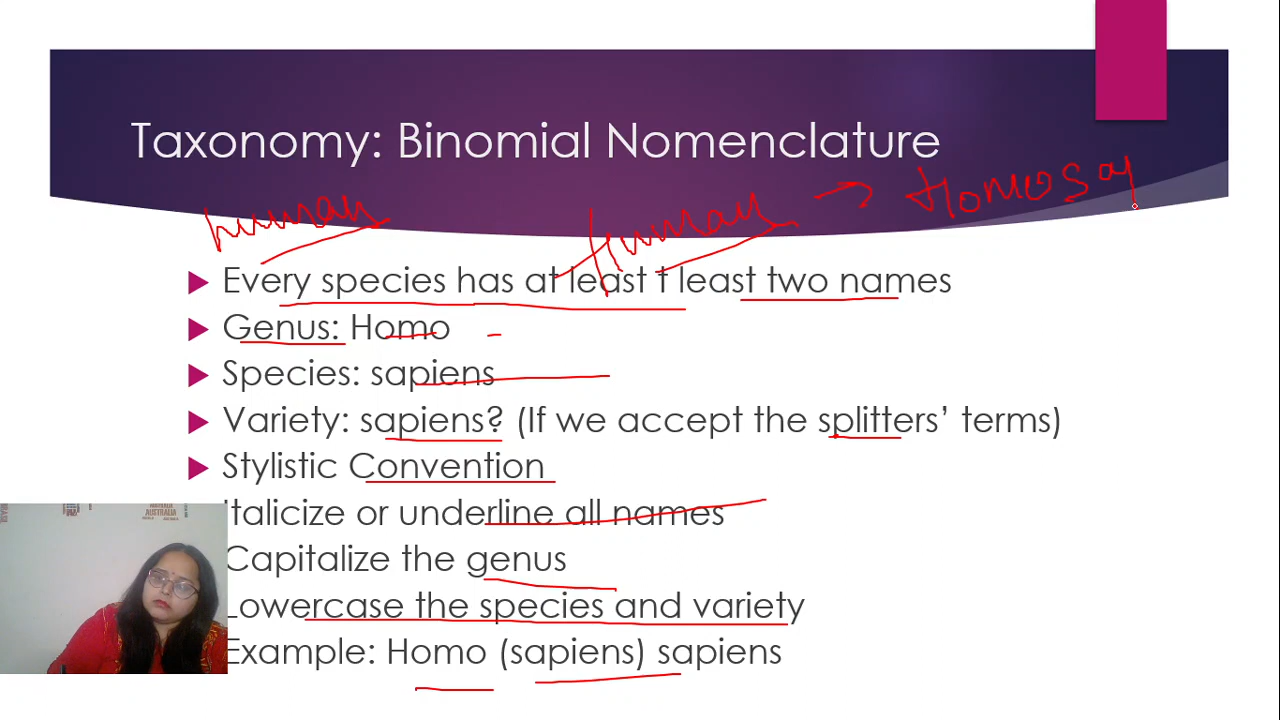 Taxonomy: Binomial Nomenclature
human
Human → Homosap
Every species has at least t least two names
Genus: Homo
Species: sapiens
Variety: sapiens? (If we accept the splitters’ terms)
Stylistic Convention
Italicize or underline all names
Capitalize the genus
Lowercase the species and variety
Example: Homo (sapiens) sapiens
AUSTRALIA